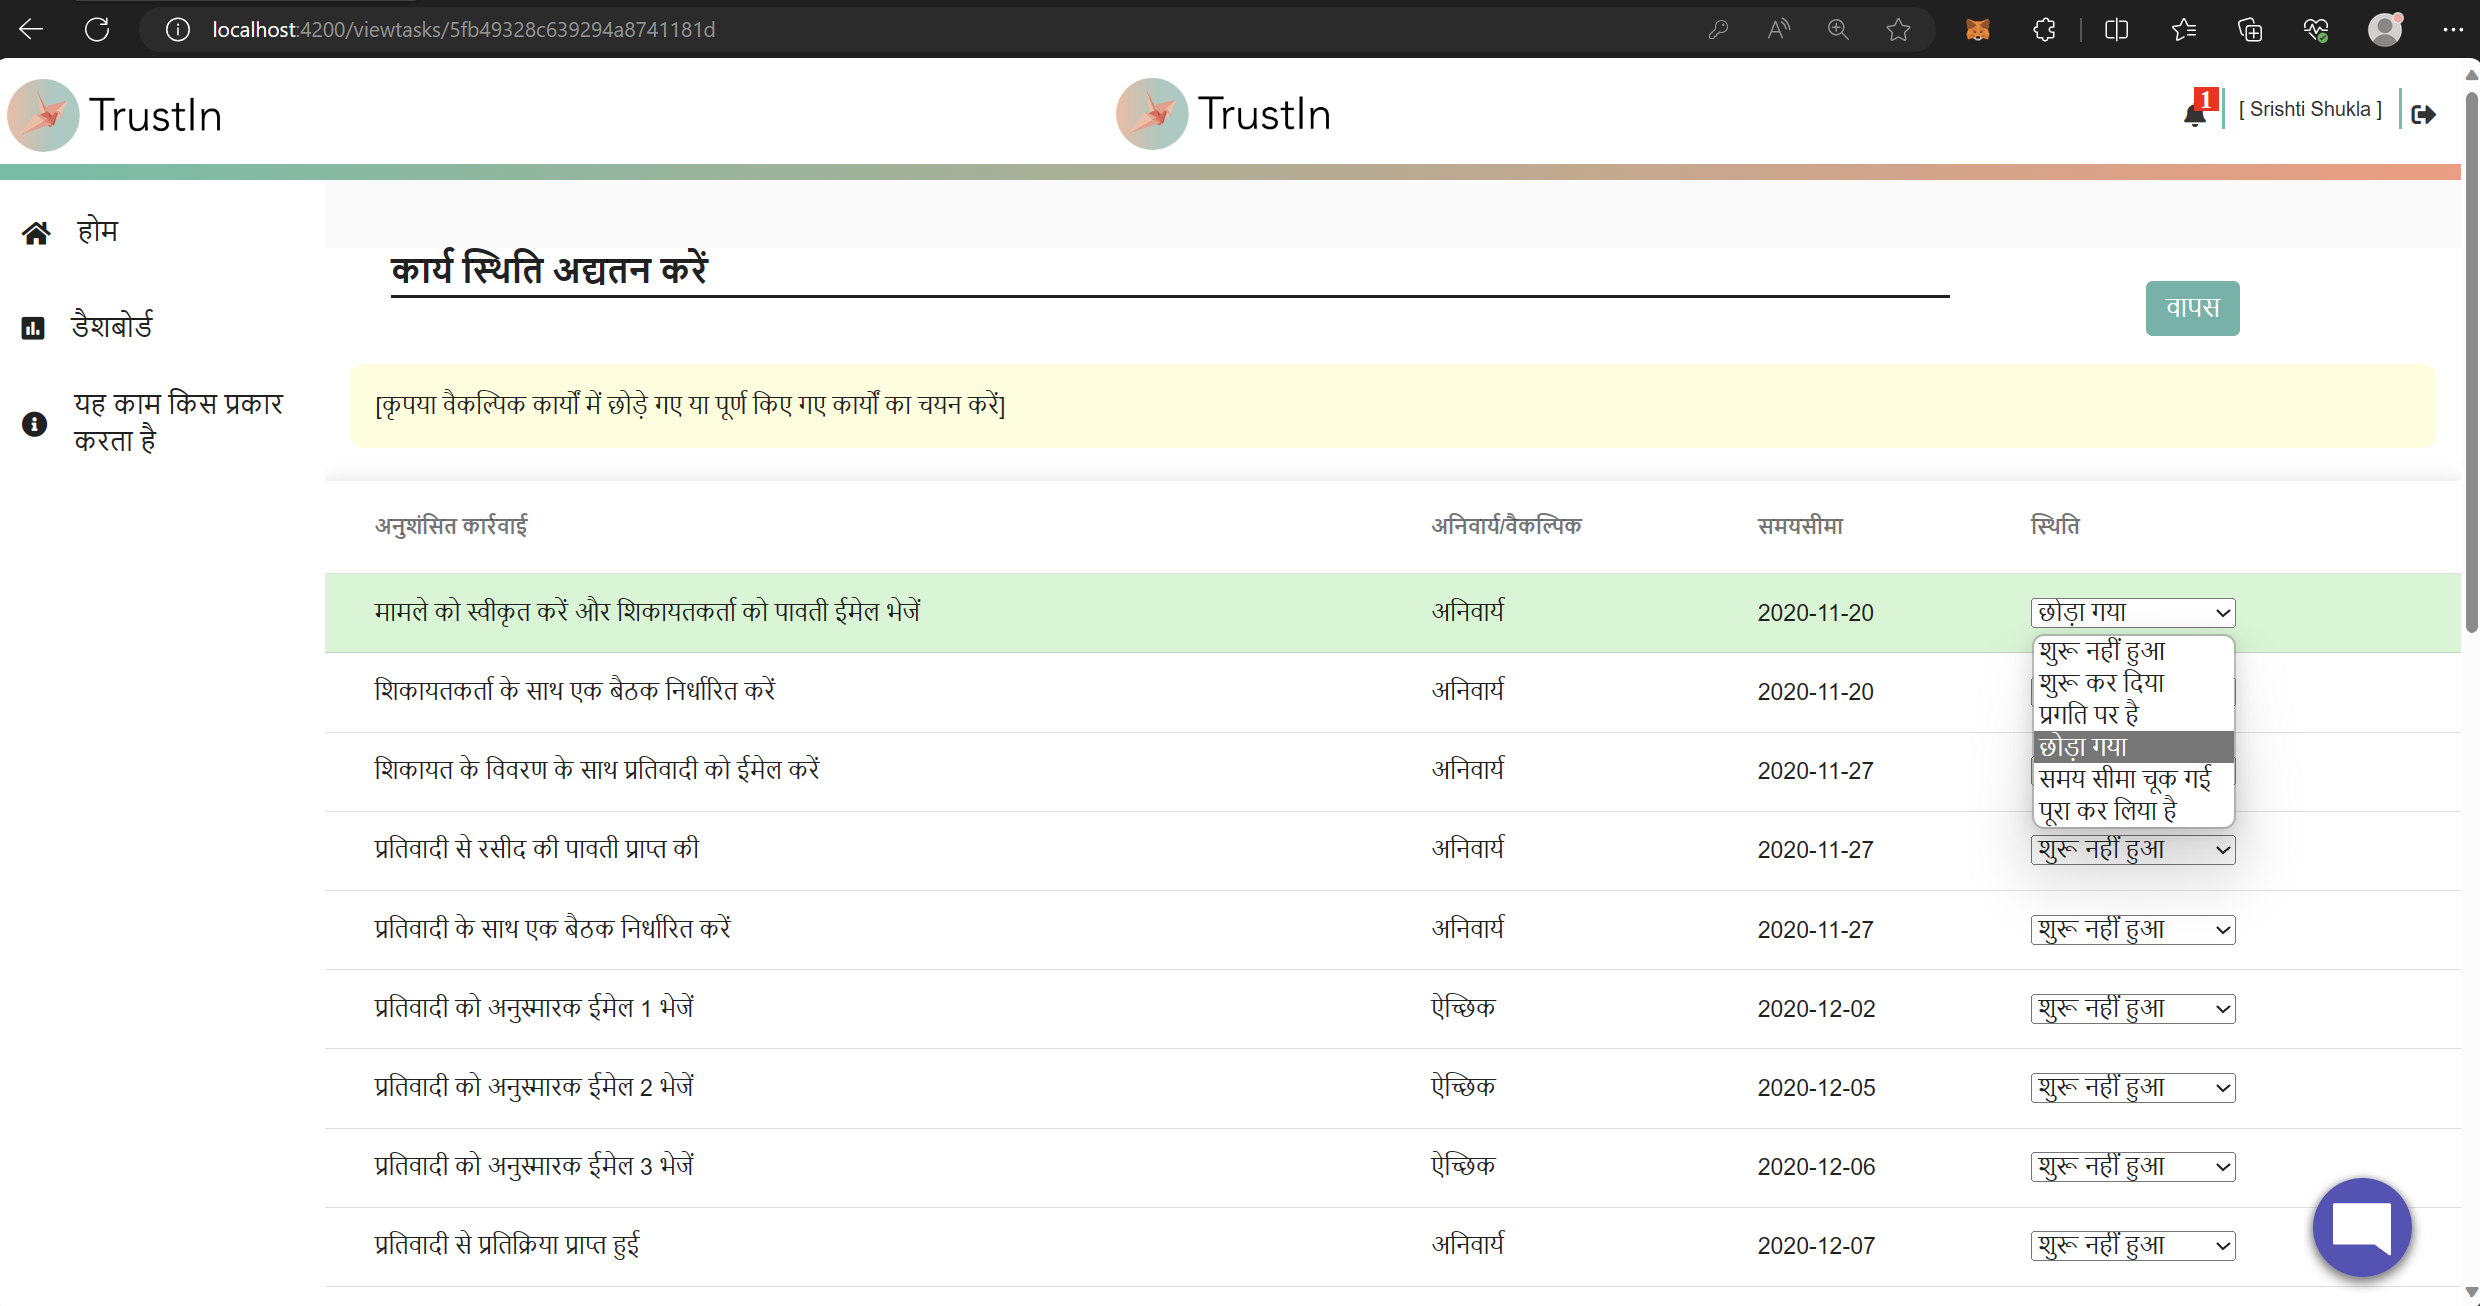 localhost:4200/viewtasks/5fb49328c639294a8741181d
TrustIn
TrustIn
1
[ Srishti Shukla ]
होम
डैशबोर्ड
यह काम किस प्रकार
करता है
कार्य स्थिति अद्यतन करें
वापस
[कृपया वैकल्पिक कार्यों में छोड़े गए या पूर्ण किए गए कार्यों का चयन करें]
अनुशंसित कार्रवाई अनिवार्य/वैकल्पिक समयसीमा स्थिति
मामले को स्वीकृत करें और शिकायतकर्ता को पावती ईमेल भेजें अनिवार्य 2020-11-20 छोड़ा गया
शुरू नहीं हुआ
शुरू कर दिया
प्रगति पर है
छोड़ा गया
समय सीमा चूक गई
पूरा कर लिया है
शिकायतकर्ता के साथ एक बैठक निर्धारित करें अनिवार्य 2020-11-20
शिकायत के विवरण के साथ प्रतिवादी को ईमेल करें अनिवार्य 2020-11-27
प्रतिवादी से रसीद की पावती प्राप्त की अनिवार्य 2020-11-27 शुरू नहीं हुआ
प्रतिवादी के साथ एक बैठक निर्धारित करें अनिवार्य 2020-11-27 शुरू नहीं हुआ
प्रतिवादी को अनुस्मारक ईमेल 1 भेजें ऐच्छिक 2020-12-02 शुरू नहीं हुआ
प्रतिवादी को अनुस्मारक ईमेल 2 भेजें ऐच्छिक 2020-12-05 शुरू नहीं हुआ
प्रतिवादी को अनुस्मारक ईमेल 3 भेजें ऐच्छिक 2020-12-06 शुरू नहीं हुआ
प्रतिवादी से प्रतिक्रिया प्राप्त हुई अनिवार्य 2020-12-07 शुरू नहीं हुआ